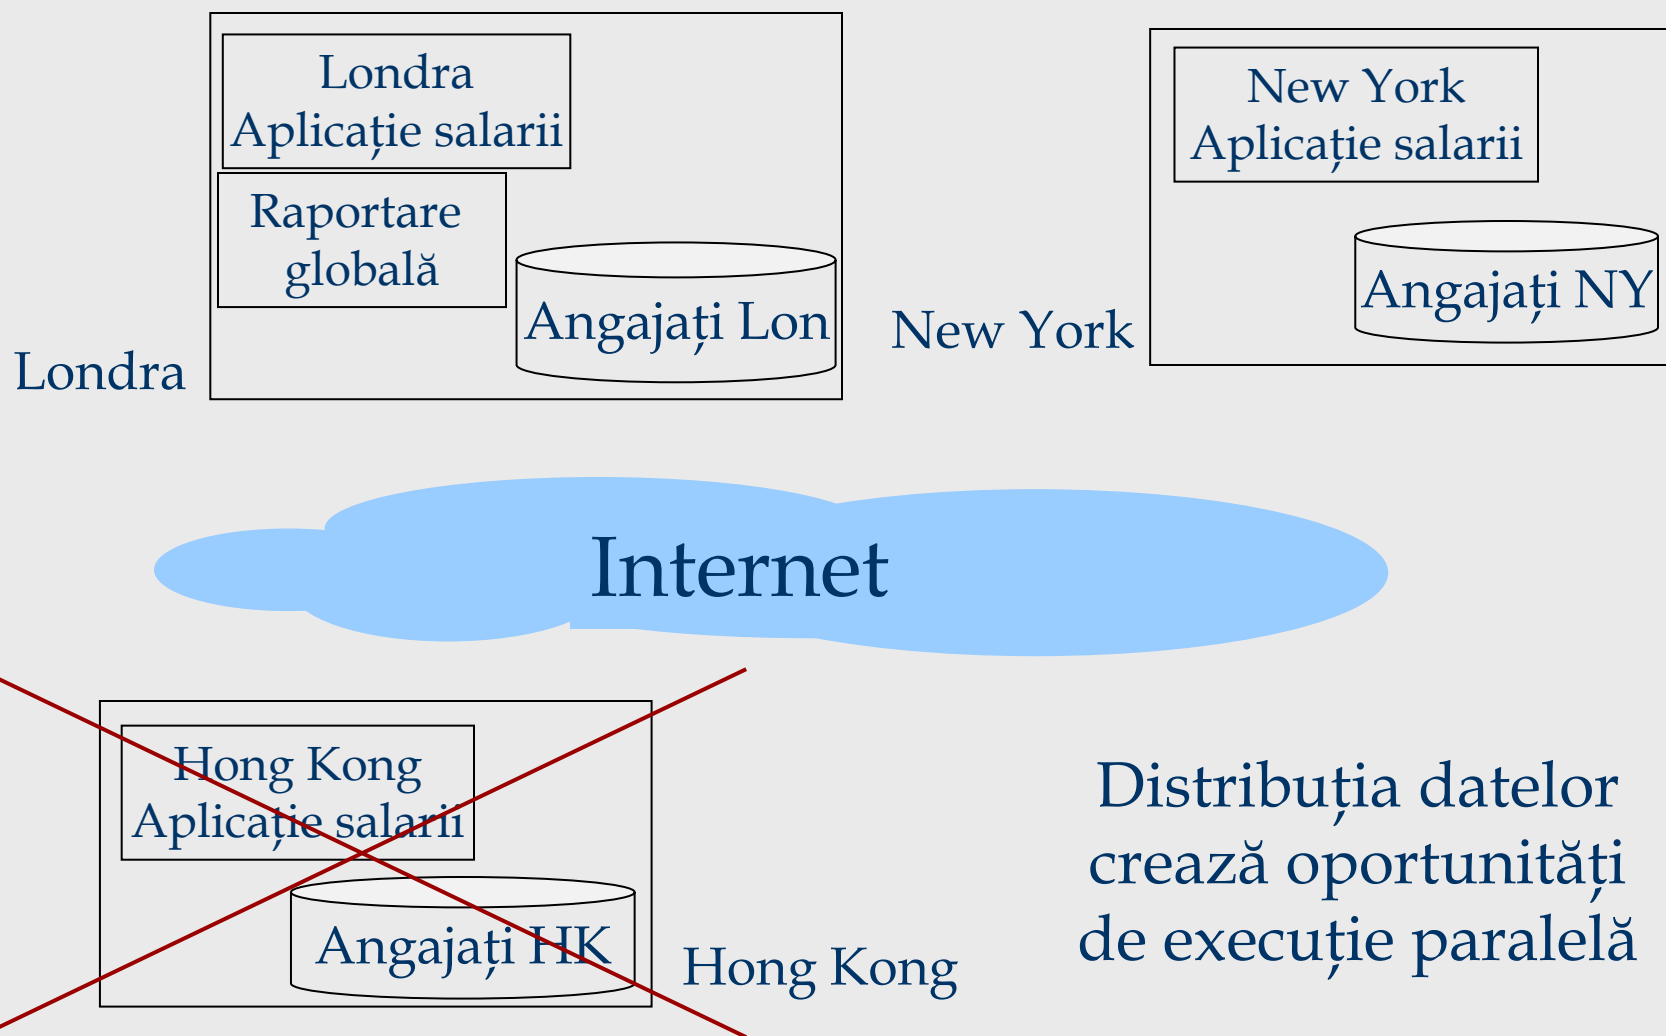 Londra
Aplicație salarii
Raportare
globală
Angajați Lon
Londra
New York
Aplicație salarii
Angajați NY
New York
Internet
Hong Kong
Aplicație salarii
Angajați HK
Hong Kong
Distribuția datelor
crează oportunități
de execuție paralelă